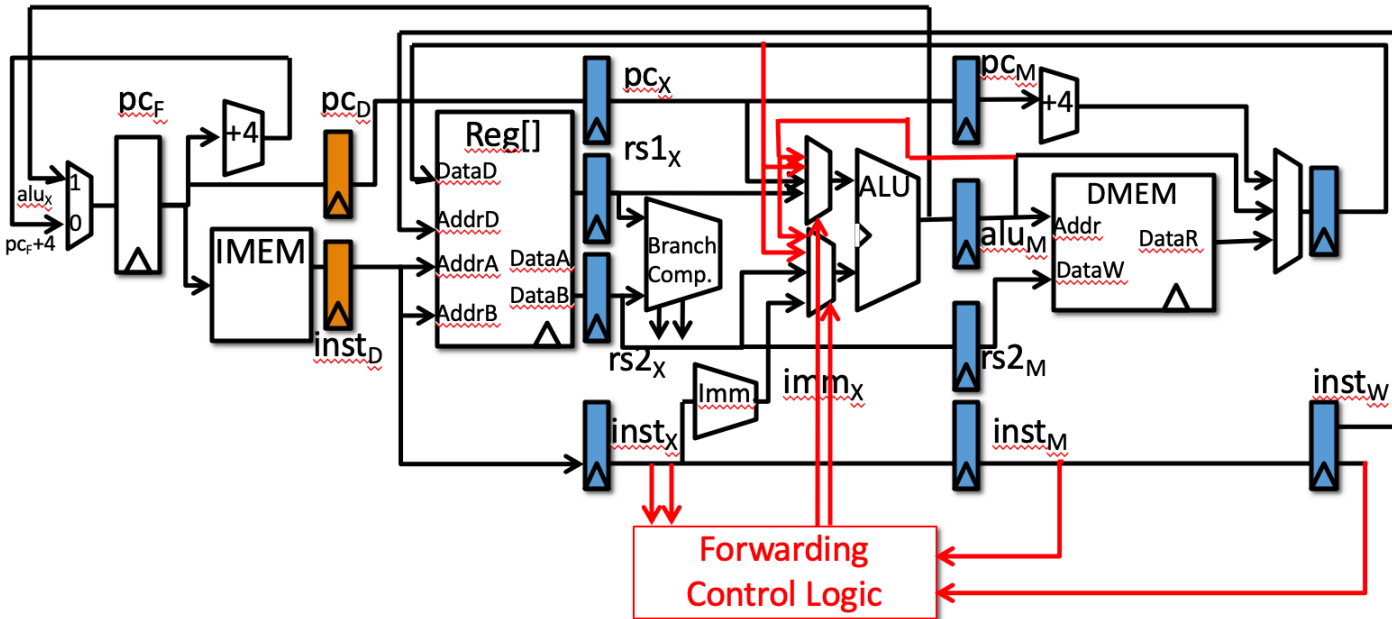 pcF
+4
pcD
pcX
pcM
+4
Reg[]
rs1X
DataD
ALU
DMEM
1
aluX
0
pcF+4
IMEM
AddrD
AddrA
DataA
DataB
AddrB
Branch
Comp.
aluM
Addr
DataR
DataW
instD
rs2X
Imm.
immX
rs2M
instX
instM
instW
Forwarding
Control Logic